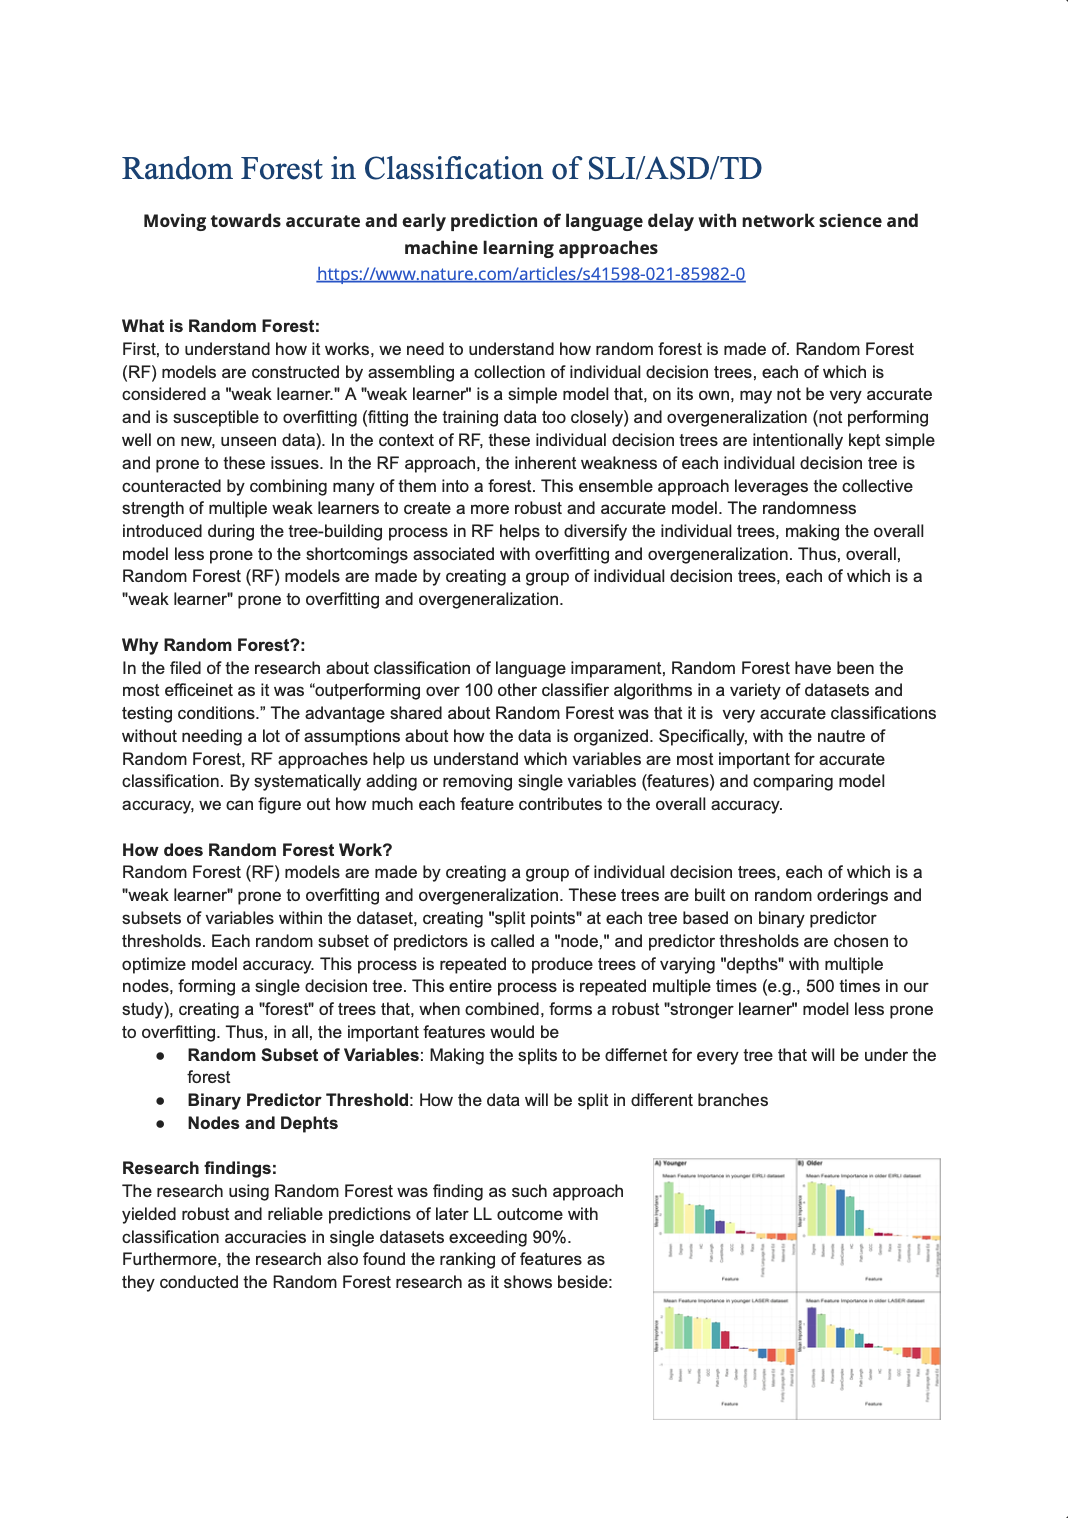 Random Forest in Classification of SLI/ASD/TD
Moving towards accurate and early prediction of language delay with network science and
machine learning approaches
https://www.nature.com/articles/s41598-021-85982-0
What is Random Forest:
First, to understand how it works, we need to understand how random forest is made of. Random Forest
(RF) models are constructed by assembling a collection of individual decision trees, each of which is
considered a "weak learner." A "weak learner" is a simple model that, on its own, may not be very accurate
and is susceptible to overfitting (fitting the training data too closely) and overgeneralization (not performing
well on new, unseen data). In the context of RF, these individual decision trees are intentionally kept simple
and prone to these issues. In the RF approach, the inherent weakness of each individual decision tree is
counteracted by combining many of them into a forest. This ensemble approach leverages the collective
strength of multiple weak learners to create a more robust and accurate model. The randomness
introduced during the tree-building process in RF helps to diversify the individual trees, making the overall
model less prone to the shortcomings associated with overfitting and overgeneralization. Thus, overall,
Random Forest (RF) models are made by creating a group of individual decision trees, each of which is a
"weak learner" prone to overfitting and overgeneralization.
Why Random Forest?:
In the filed of the research about classification of language imparament, Random Forest have been the
most efficeinet as it was “outperforming over 100 other classifier algorithms in a variety of datasets and
testing conditions.” The advantage shared about Random Forest was that it is  very accurate classifications
without needing a lot of assumptions about how the data is organized. Specifically, with the nautre of
Random Forest, RF approaches help us understand which variables are most important for accurate
classification. By systematically adding or removing single variables (features) and comparing model
accuracy, we can figure out how much each feature contributes to the overall accuracy.
How does Random Forest Work?
Random Forest (RF) models are made by creating a group of individual decision trees, each of which is a
"weak learner" prone to overfitting and overgeneralization. These trees are built on random orderings and
subsets of variables within the dataset, creating "split points" at each tree based on binary predictor
thresholds. Each random subset of predictors is called a "node," and predictor thresholds are chosen to
optimize model accuracy. This process is repeated to produce trees of varying "depths" with multiple
nodes, forming a single decision tree. This entire process is repeated multiple times (e.g., 500 times in our
study), creating a "forest" of trees that, when combined, forms a robust "stronger learner" model less prone
to overfitting. Thus, in all, the important features would be
● Random Subset of Variables: Making the splits to be differnet for every tree that will be under the
forest
● Binary Predictor Threshold: How the data will be split in different branches
● Nodes and Dephts
Research findings:
The research using Random Forest was finding as such approach
yielded robust and reliable predictions of later LL outcome with
classification accuracies in single datasets exceeding 90%.
Furthermore, the research also found the ranking of features as
they conducted the Random Forest research as it shows beside:
A) Younger
B) Older
Mean Feature Importance in younger EIRLI dataset
Mean Feature Importance in older EIRLI dataset
Mean Importance
Mean Importance
Feature
Feature
Mean Feature Importance in younger LASER dataset
Mean Feature Importance in older LASER dataset
Mean Importance
Mean Importance
Feature
Feature